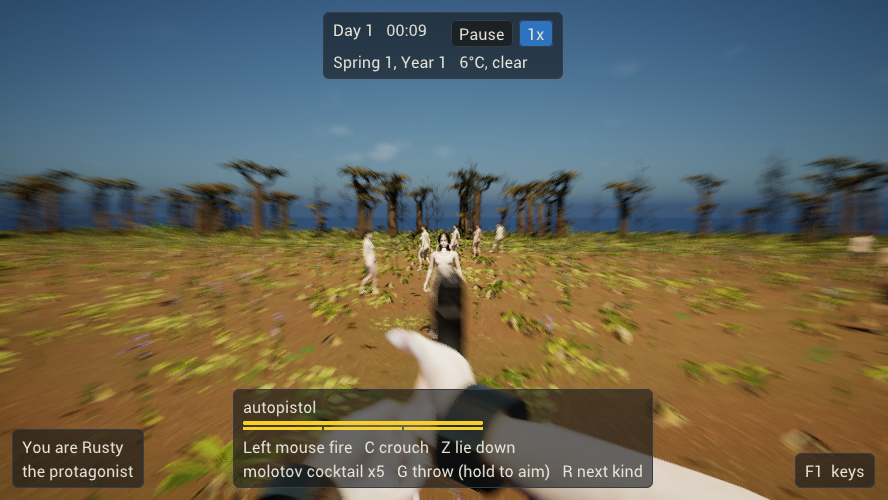 Day 1 00:09 Pause 1x
Spring 1, Year 1 6°C, clear
autopistol
Left mouse fire C crouch Z lie down
molotov cocktail x5 G throw (hold to aim) R next kind
You are Rusty
the protagonist
F1 keys